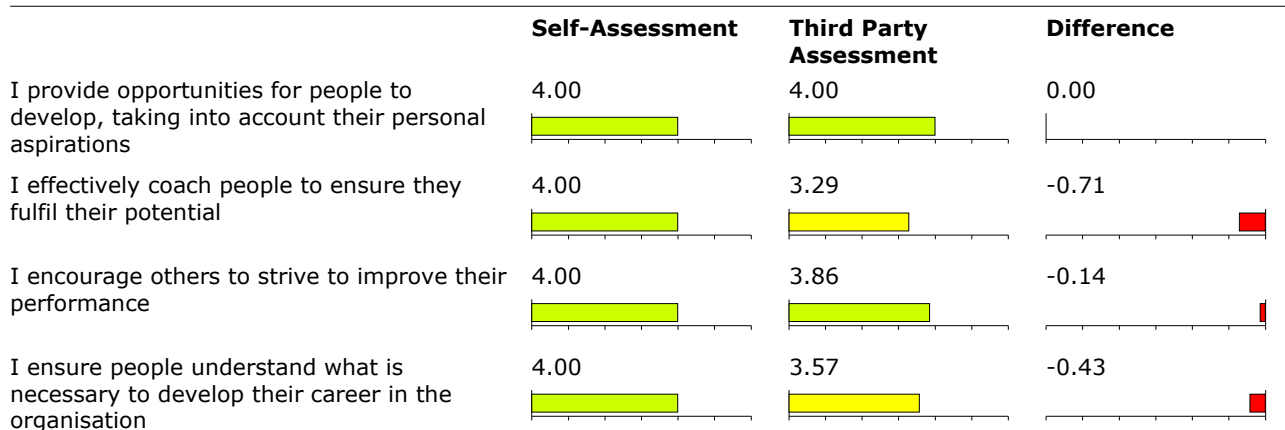 Self-Assessment Third Party Assessment Difference
I provide opportunities for people to
develop, taking into account their personal
aspirations
4.00 4.00 0.00
I effectively coach people to ensure they
fulfil their potential
4.00 3.29 -0.71
I encourage others to strive to improve their
performance
4.00 3.86 -0.14
I ensure people understand what is
necessary to develop their career in the
organisation
4.00 3.57 -0.43